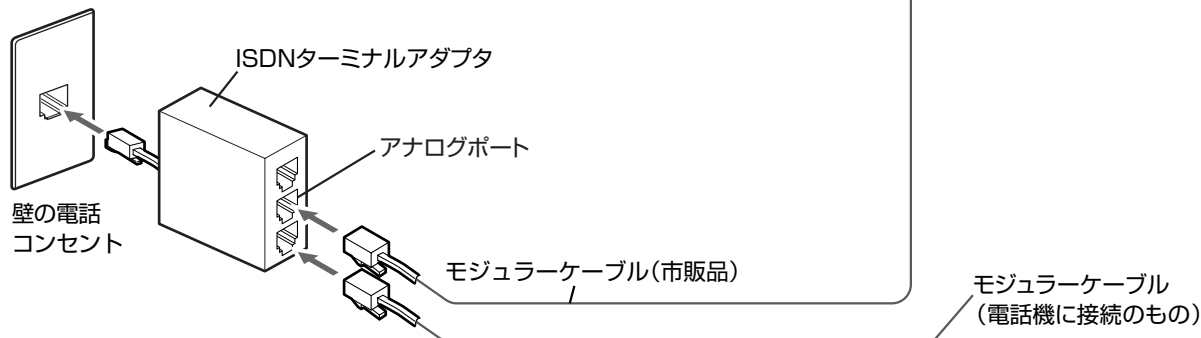 ISDNターミナルアダプタ
アナログポート
壁の電話
コンセント
モジュラーケーブル(市販品)
モジュラーケーブル
(電話機に接続のもの)